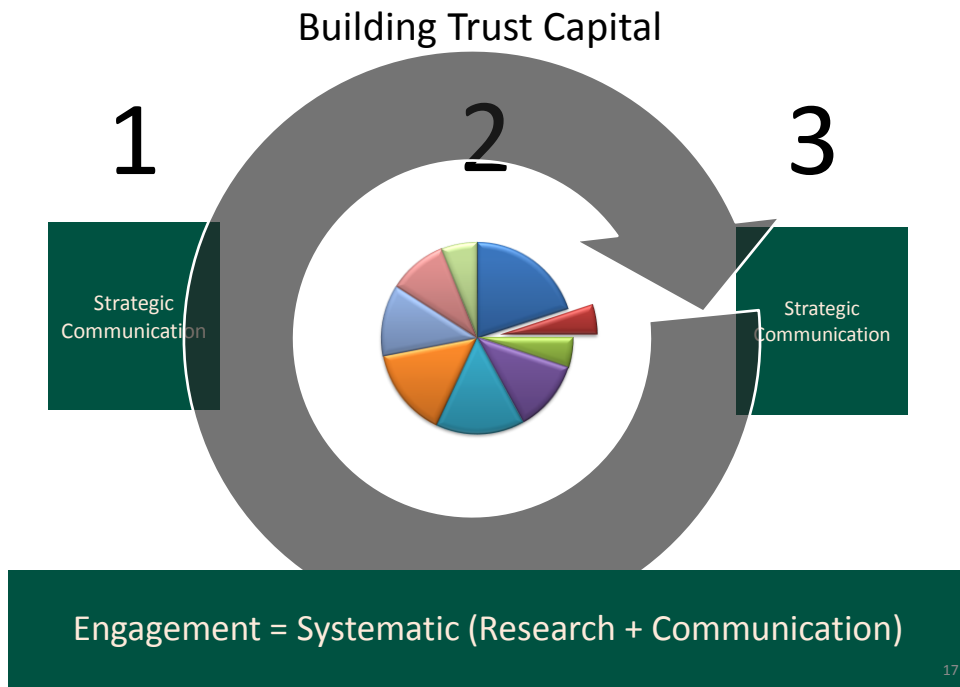 Building Trust Capital
1
2
3
Strategic
Communication
Strategic
Communication
Engagement = Systematic (Research + Communication)
17